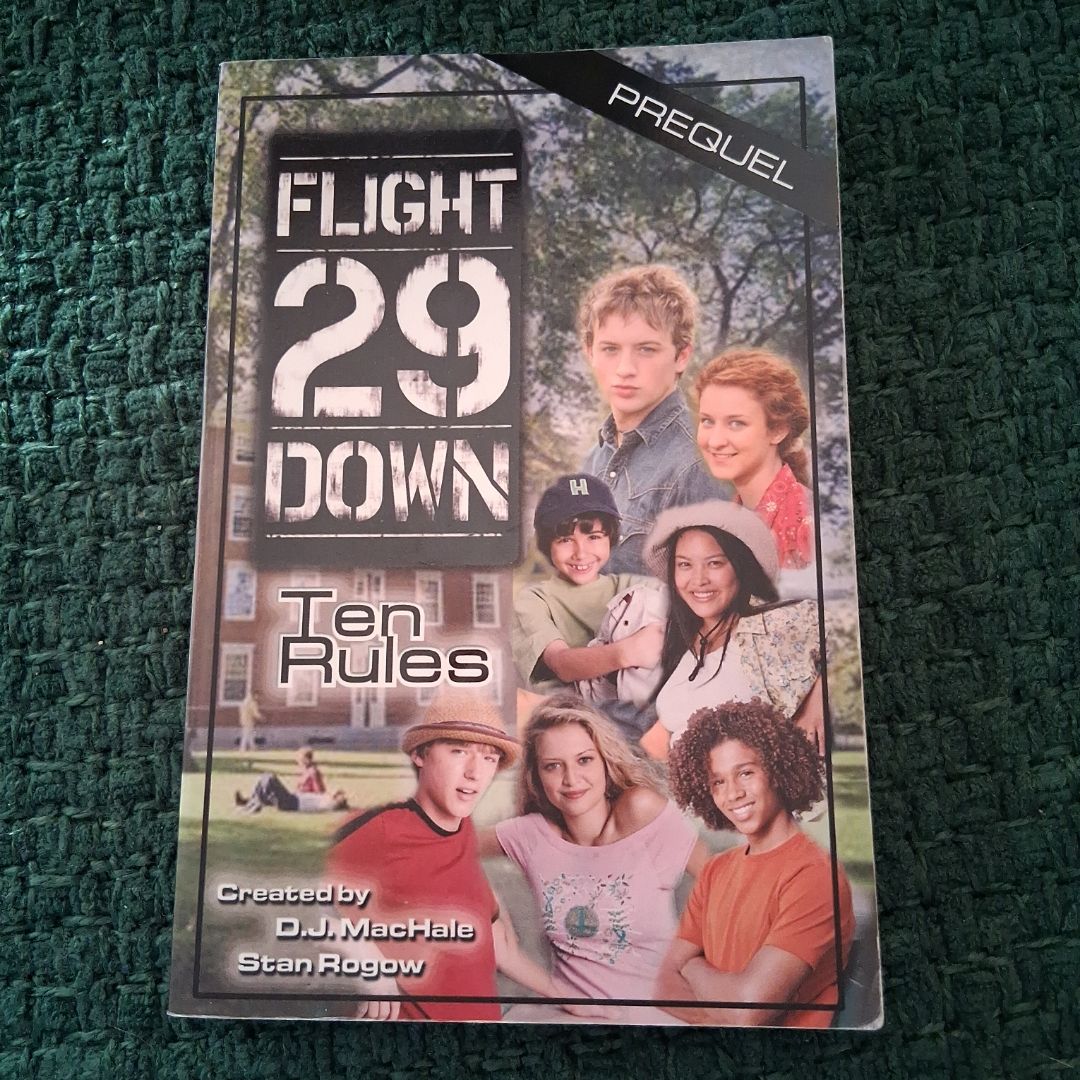 PREQUEL
FLIGHT
29
DOWN
H
Ten
Rules
Created by
D.J. MacHale
Stan Rogow